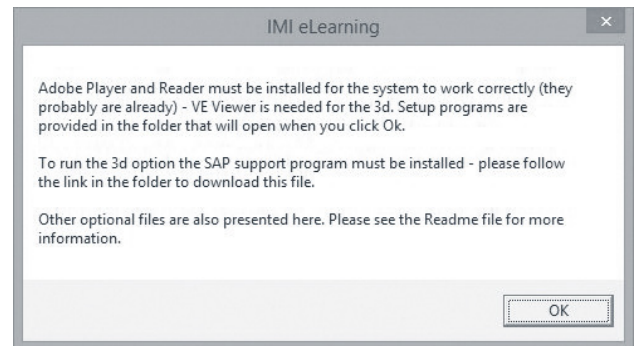 IMI eLearning
×
Adobe Player and Reader must be installed for the system to work correctly (they
probably are already) - VE Viewer is needed for the 3d. Setup programs are
provided in the folder that will open when you click Ok.
To run the 3d option the SAP support program must be installed - please follow
the link in the folder to download this file.
Other optional files are also presented here. Please see the Readme file for more
information.
OK